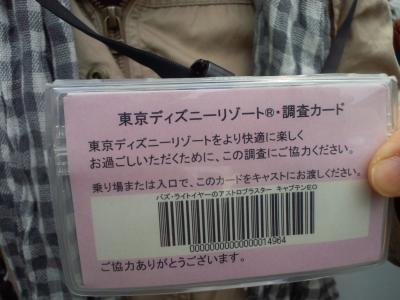 東京ディズニーリゾート®・調査カード
東京ディズニーリゾートをより快適に楽しく
お過ごしいただくために、この調査にご協力ください。
乗り場または入口で、このカードをキャストにお渡しください。
バズ・ライトイヤーのアストロブラスター キャプテンEO
00000000000000014964
ご協力ありがとうございます。